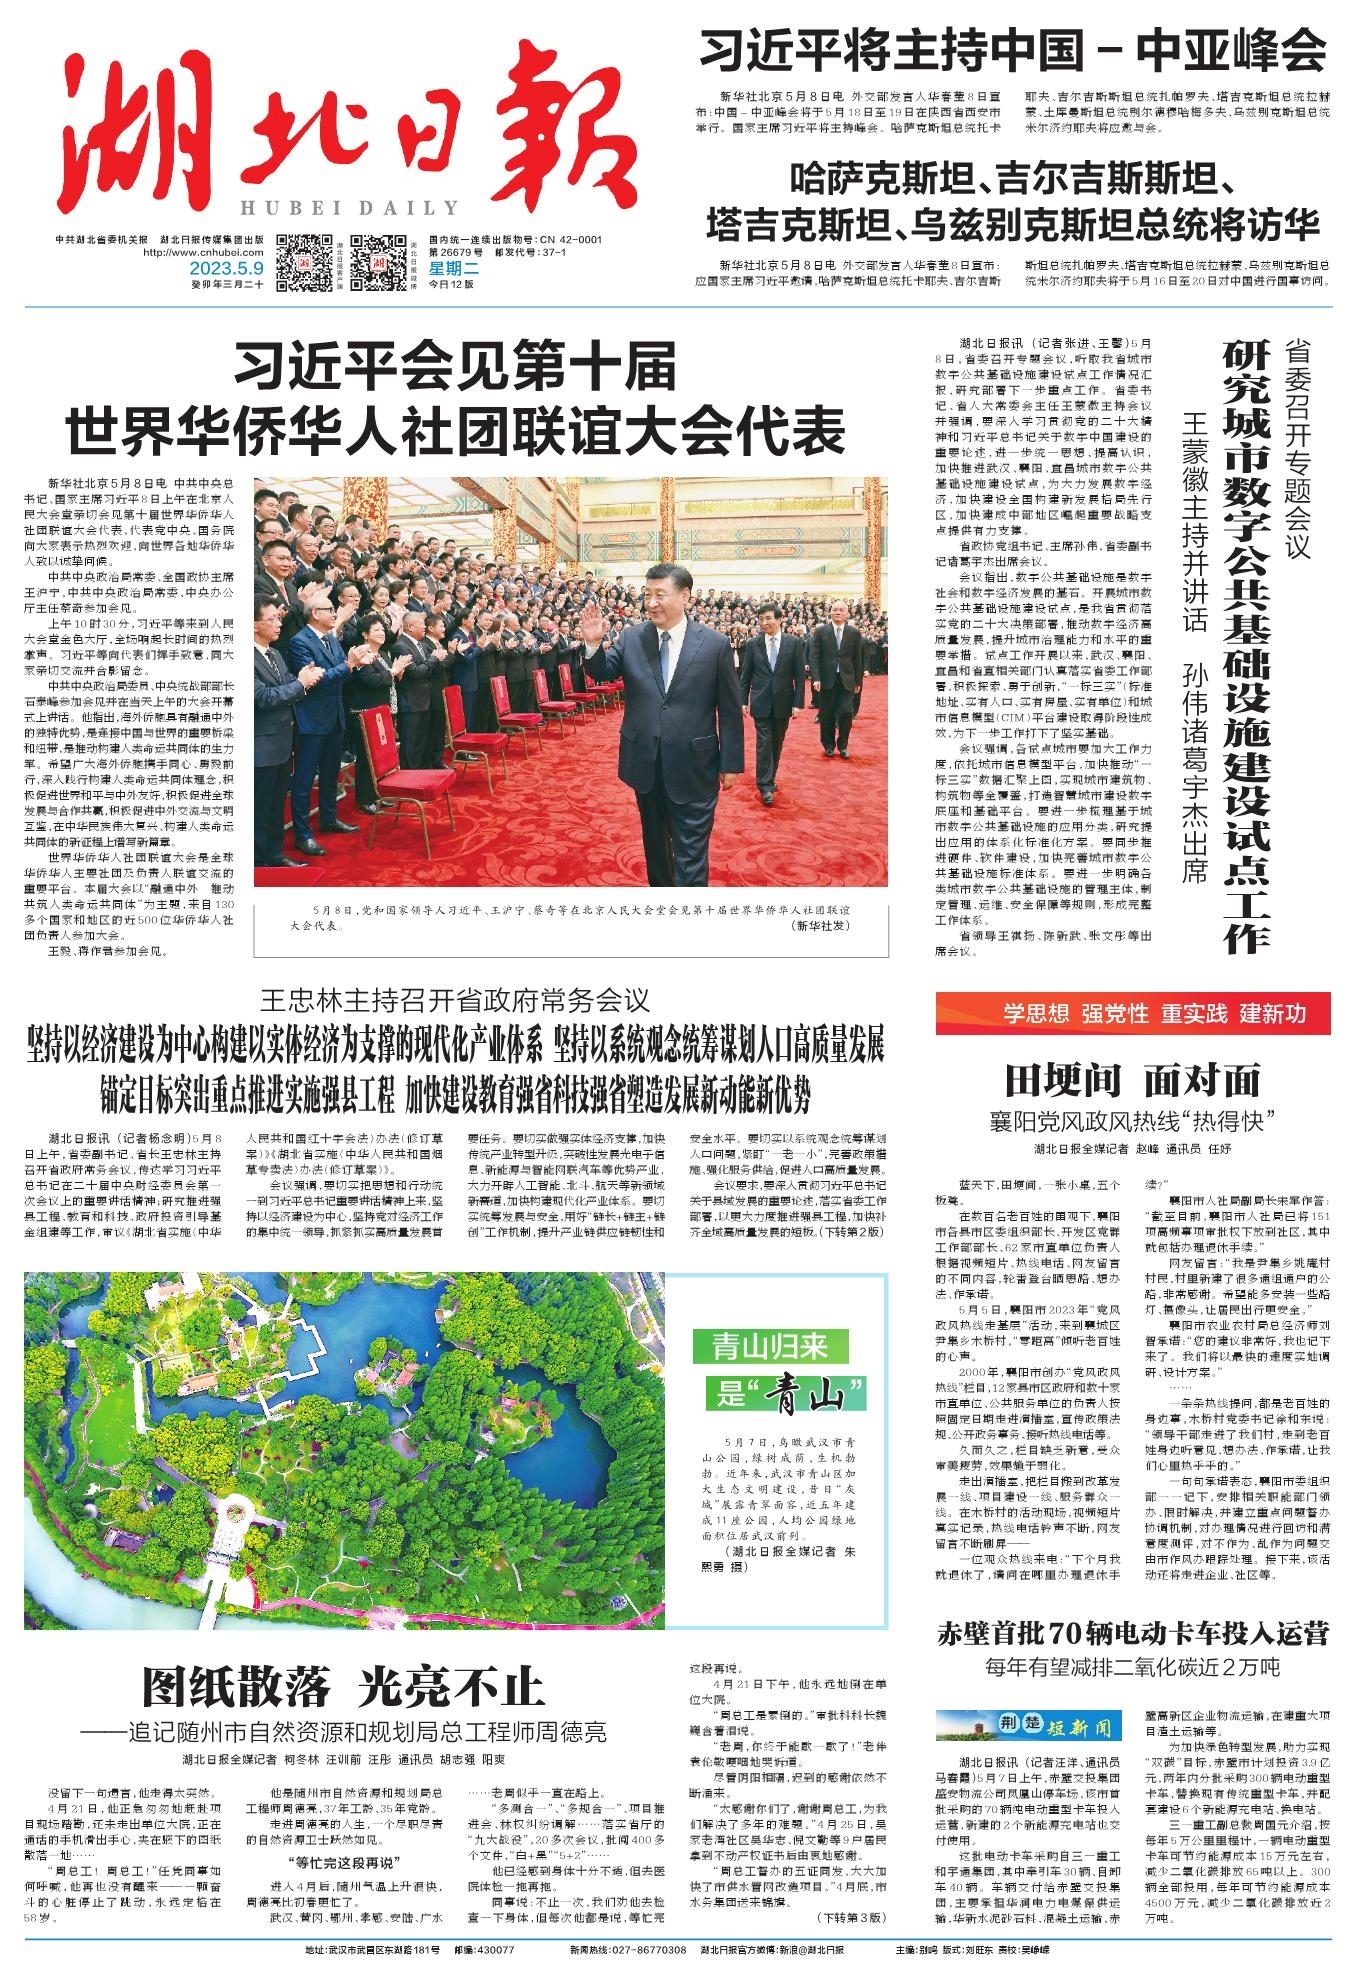 湖北日報
HUBEI DAILY
中共湖北省委机关报 湖北日报传媒集团出版
http://www.cnhubei.com
2023.5.9
癸卯年三月二十
湖北日报客户端
湖北日报微博
国内统一连续出版物号:CN 42-0001
第26679号 邮发代号:37-1
星期二
今日12版
习近平将主持中国－中亚峰会
新华社北京5月8日电 外交部发言人华春莹8日宣
布:中国－中亚峰会将于5月18日至19日在陕西省西安市
举行。国家主席习近平将主持峰会。哈萨克斯坦总统托卡
耶夫、吉尔吉斯斯坦总统扎帕罗夫、塔吉克斯坦总统拉赫
蒙、土库曼斯坦总统别尔德穆哈梅多夫、乌兹别克斯坦总统
米尔济约耶夫将应邀与会。
哈萨克斯坦、吉尔吉斯斯坦、
塔吉克斯坦、乌兹别克斯坦总统将访华
新华社北京5月8日电 外交部发言人华春莹8日宣布:
应国家主席习近平邀请,哈萨克斯坦总统托卡耶夫、吉尔吉斯
斯坦总统扎帕罗夫、塔吉克斯坦总统拉赫蒙、乌兹别克斯坦总
统米尔济约耶夫将于5月16日至20日对中国进行国事访问。
习近平会见第十届
世界华侨华人社团联谊大会代表
新华社北京5月8日电 中共中央总
书记、国家主席习近平8日上午在北京人
民大会堂亲切会见第十届世界华侨华人
社团联谊大会代表,代表党中央、国务院
向大家表示热烈欢迎,向世界各地华侨华
人致以诚挚问候。
中共中央政治局常委、全国政协主席
王沪宁,中共中央政治局常委、中央办公
厅主任蔡奇参加会见。
上午10时30分,习近平等来到人民
大会堂金色大厅,全场响起长时间的热烈
掌声。习近平等向代表们挥手致意,同大
家亲切交流并合影留念。
中共中央政治局委员、中央统战部部长
石泰峰参加会见并在当天上午的大会开幕
式上讲话。他指出,海外侨胞具有融通中外
的独特优势,是连接中国与世界的重要桥梁
和纽带,是推动构建人类命运共同体的生力
军。希望广大海外侨胞携手同心、勇毅前
行,深入践行构建人类命运共同体理念,积
极促进世界和平与中外友好,积极促进全球
发展与合作共赢,积极促进中外交流与文明
互鉴,在中华民族伟大复兴、构建人类命运
共同体的新征程上谱写新篇章。
世界华侨华人社团联谊大会是全球
华侨华人主要社团及负责人联谊交流的
重要平台。本届大会以“融通中外 推动
共筑人类命运共同体”为主题,来自130
多个国家和地区的近500位华侨华人社
团负责人参加大会。
王毅、蒋作君参加会见。
5月8日,党和国家领导人习近平、王沪宁、蔡奇等在北京人民大会堂会见第十届世界华侨华人社团联谊
大会代表。 （新华社发）
省委召开专题会议
研究城市数字公共基础设施建设试点工作
王蒙徽主持并讲话 孙伟诸葛宇杰出席
湖北日报讯（记者张进、王馨）5月
8日,省委召开专题会议,听取我省城市
数字公共基础设施建设试点工作情况汇
报,研究部署下一步重点工作。省委书
记、省人大常委会主任王蒙徽主持会议
并强调,要深入学习贯彻党的二十大精
神和习近平总书记关于数字中国建设的
重要论述,进一步统一思想、提高认识,
加快推进武汉、襄阳、宜昌城市数字公共
基础设施建设试点,为大力发展数字经
济,加快建设全国构建新发展格局先行
区,加快建成中部地区崛起重要战略支
点提供有力支撑。
省政协党组书记、主席孙伟,省委副书
记诸葛宇杰出席会议。
会议指出,数字公共基础设施是数字
社会和数字经济发展的基石。开展城市数
字公共基础设施建设试点,是我省贯彻落
实党的二十大决策部署,推动数字经济高
质量发展,提升城市治理能力和水平的重
要举措。试点工作开展以来,武汉、襄阳、
宜昌和省直相关部门认真落实省委工作部
署,积极探索、勇于创新,“一标三实”(标准
地址、实有人口、实有房屋、实有单位)和城
市信息模型(CIM)平台建设取得阶段性成
效,为下一步工作打下了坚实基础。
会议强调,各试点城市要加大工作力
度,依托城市信息模型平台,加快推动“一
标三实”数据汇聚上图,实现城市建筑物、
构筑物等全覆盖,打造智慧城市建设数字
底座和基础平台。要进一步梳理基于城
市数字公共基础设施的应用分类,研究提
出应用的体系化标准化方案。要同步推
进硬件、软件建设,加快完善城市数字公
共基础设施标准体系。要进一步明确各
类城市数字公共基础设施的管理主体,制
定管理、运维、安全保障等规则,形成完整
工作体系。
省领导王祺扬、陈新武、张文彤等出
席会议。
王忠林主持召开省政府常务会议
坚持以经济建设为中心构建以实体经济为支撑的现代化产业体系 坚持以系统观念统筹谋划人口高质量发展
锚定目标突出重点推进实施强县工程 加快建设教育强省科技强省塑造发展新动能新优势
湖北日报讯（记者杨念明）5月8
日上午,省委副书记、省长王忠林主持
召开省政府常务会议,传达学习习近平
总书记在二十届中央财经委员会第一
次会议上的重要讲话精神;研究推进强
县工程、教育和科技、政府投资引导基
金组建等工作,审议《湖北省实施〈中华
人民共和国红十字会法〉办法(修订草
案)》《湖北省实施〈中华人民共和国烟
草专卖法〉办法(修订草案)》。
会议强调,要切实把思想和行动统
一到习近平总书记重要讲话精神上来,坚
持以经济建设为中心,坚持党对经济工作
的集中统一领导,抓紧抓实高质量发展首
要任务。要切实做强实体经济支撑,加快
传统产业转型升级,突破性发展光电子信
息、新能源与智能网联汽车等优势产业,
大力开辟人工智能、北斗、航天等新领域
新赛道,加快构建现代化产业体系。要切
实统筹发展与安全,用好“链长+链主+链
创”工作机制,提升产业链供应链韧性和
安全水平。要切实以系统观念统筹谋划
人口问题,紧盯“一老一小”,完善政策措
施、强化服务供给,促进人口高质量发展。
会议要求,要深入贯彻习近平总书记
关于县域发展的重要论述,落实省委工作
部署,以更大力度推进强县工程,加快补
齐全域高质量发展的短板。(下转第2版)
青山归来
是“青山”
5月7日,鸟瞰武汉市青
山公园,绿树成荫,生机勃
勃。近年来,武汉市青山区加
大生态文明建设,昔日“灰
城”展露青翠面容,近五年建
成11座公园,人均公园绿地
面积位居武汉前列。
（湖北日报全媒记者 朱
熙勇 摄）
学思想 强党性 重实践 建新功
田埂间 面对面
襄阳党风政风热线“热得快”
湖北日报全媒记者 赵峰 通讯员 任妤
蓝天下,田埂间,一张小桌,五个
板凳。
在数百名老百姓的围观下,襄阳
市各县市区委组织部长、开发区党群
工作部部长、62家市直单位负责人
根据视频短片、热线电话、网友留言
的不同内容,轮番登台晒思路、想办
法、作承诺。
5月5日,襄阳市2023年“党风
政风热线走基层”活动,来到襄城区
尹集乡木桥村,“零距离”倾听老百姓
的心声。
2000年,襄阳市创办“党风政风
热线”栏目,12家县市区政府和数十家
市直单位、公共服务单位的负责人按
照固定日期走进演播室,宣传政策法
规、公开政务事务、接听热线电话等。
久而久之,栏目缺乏新意,受众
审美疲劳,效果趋于弱化。
走出演播室,把栏目搬到改革发
展一线、项目建设一线、服务群众一
线。在木桥村的活动现场,视频短片
真实记录,热线电话铃声不断,网友
留言不断刷屏——
一位观众热线来电:“下个月我
就退休了,请问在哪里办理退休手
续?”
襄阳市人社局副局长朱军作答:
“截至目前,襄阳市人社局已将151
项高频事项审批权下放到社区,其中
就包括办理退休手续。”
网友留言:“我是尹集乡姚庵村
村民,村里新建了很多通组通户的公
路,非常感谢。希望能多安装一些路
灯、摄像头,让居民出行更安全。”
襄阳市农业农村局总经济师刘
智承诺:“您的建议非常好,我也记下
来了。我们将以最快的速度实地调
研、设计方案。”
……
一条条热线提问,都是老百姓的
身边事,木桥村党委书记徐和东说:
“领导干部走进了我们村,走到老百
姓身边听意见、想办法、作承诺,让我
们心里热乎乎的。”
一句句承诺表态,襄阳市委组织
部一一记下,安排相关职能部门领
办、限时解决,并建立重点问题督办
协调机制,对办理情况进行回访和满
意度测评,对不作为、乱作为问题交
由市作风办跟踪处理。接下来,该活
动还将走进企业、社区等。
图纸散落 光亮不止
——追记随州市自然资源和规划局总工程师周德亮
湖北日报全媒记者 柯冬林 汪训前 汪彤 通讯员 胡志强 阳爽
没留下一句遗言,他走得太突然。
4月21日,他正急匆匆地赶赴项
目现场踏勘,还未走出单位大院,正在
通话的手机滑出手心,夹在腋下的图纸
散落一地……
“周总工！周总工!”任凭同事如
何呼喊,他再也没有醒来——一颗奋
斗的心脏停止了跳动,永远定格在
58岁。
他是随州市自然资源和规划局总
工程师周德亮,37年工龄,35年党龄。
走进周德亮的人生,一个尽职尽责
的自然资源卫士跃然如见。
“等忙完这段再说”
进入4月后,随州气温上升很快,
周德亮比初春更忙了。
武汉、黄冈、鄂州、孝感、安陆、广水
……老周似乎一直在路上。
“多测合一”、“多规合一”、项目推
进会、林权纠纷调解……落实省厅的
“九大战役”,20多次会议,批阅400多
个文件,“白+黑”“5+2”……
他已经感到身体十分不适,但去医
院体检一拖再拖。
同事说:不止一次,我们劝他去检
查一下身体,但每次他都是说,等忙完
这段再说。
4月21日下午,他永远地倒在单
位大院。
“周总工是累倒的。”审批科科长魏
巍含着泪说。
“老周,你终于能歇一歇了!”老伴
袁伦敏哽咽地哭诉道。
尽管阴阳相隔,迟到的感谢依然不
断涌来。
“太感谢你们了,谢谢周总工,为我
们解决了多年的难题。”4月25日,吴
家老湾社区吴华志、倪文勤等9户居民
拿到不动产权证书后由衷地感谢。
“周总工督办的五证同发,大大加
快了市供水管网改造项目。”4月底,市
水务集团送来锦旗。
（下转第3版）
赤壁首批70辆电动卡车投入运营
每年有望减排二氧化碳近2万吨
荆楚短新闻
湖北日报讯（记者汪洋、通讯员
马春霞）5月7日上午,赤壁交投集团
盛安物流公司凤凰山停车场,该市首
批采购的70辆纯电动重型卡车投入
运营,新建的2个新能源充电站也交
付使用。
这批电动卡车采购自三一重工
和宇通集团,其中牵引车30辆、自卸
车40辆。车辆交付给赤壁交投集
团,主要承担华润电力电煤保供运
输,华新水泥砂石料、混凝土运输,赤
壁高新区企业物流运输,在建重大项
目渣土运输等。
为加快绿色转型发展,助力实现
“双碳”目标,赤壁市计划投资3.9亿
元,两年内分批采购300辆电动重型
卡车,替换现有传统重型卡车,并配
套建设6个新能源充电站、换电站。
三一重工副总裁周国元介绍,按
每年5万公里里程计,一辆电动重型
卡车可节约能源成本15万元左右,
减少二氧化碳排放65吨以上。300
辆全部投用,每年可节约能源成本
4500万元,减少二氧化碳排放近2
万吨。
地址:武汉市武昌区东湖路181号 邮编:430077 新闻热线:027-86770308 湖北日报官方微博:新浪@湖北日报 主编:别鸣 版式:刘旺东 责校:吴峥嵘